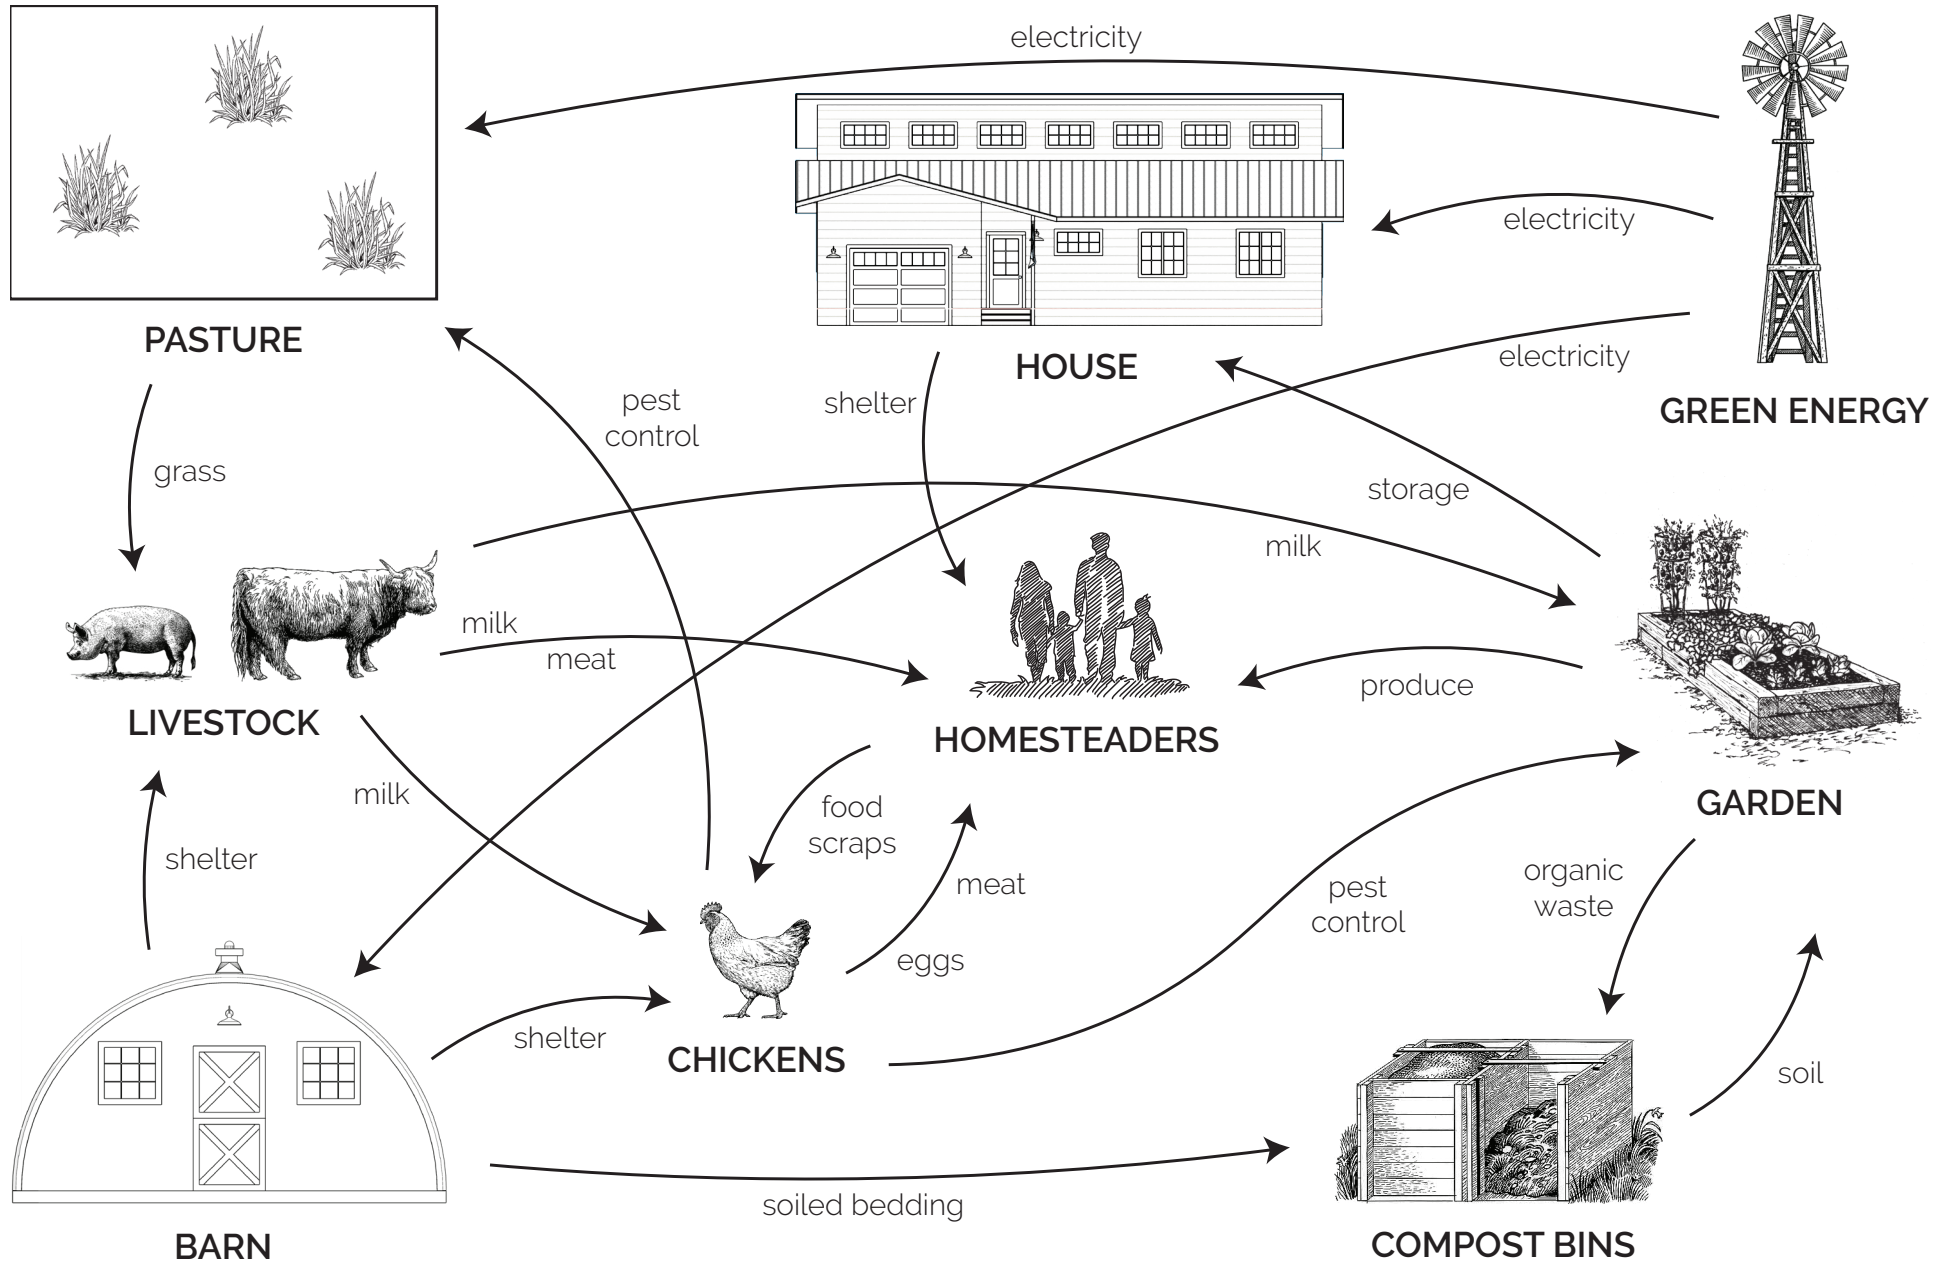 electricity
electricity
PASTURE
HOUSE
electricity
GREEN ENERGY
pest
control
shelter
grass
storage
milk
milk
meat
produce
LIVESTOCK
HOMESTEADERS
milk
food
scraps
GARDEN
shelter
meat
organic
waste
pest
control
eggs
shelter
CHICKENS
soil
soiled bedding
BARN
COMPOST BINS